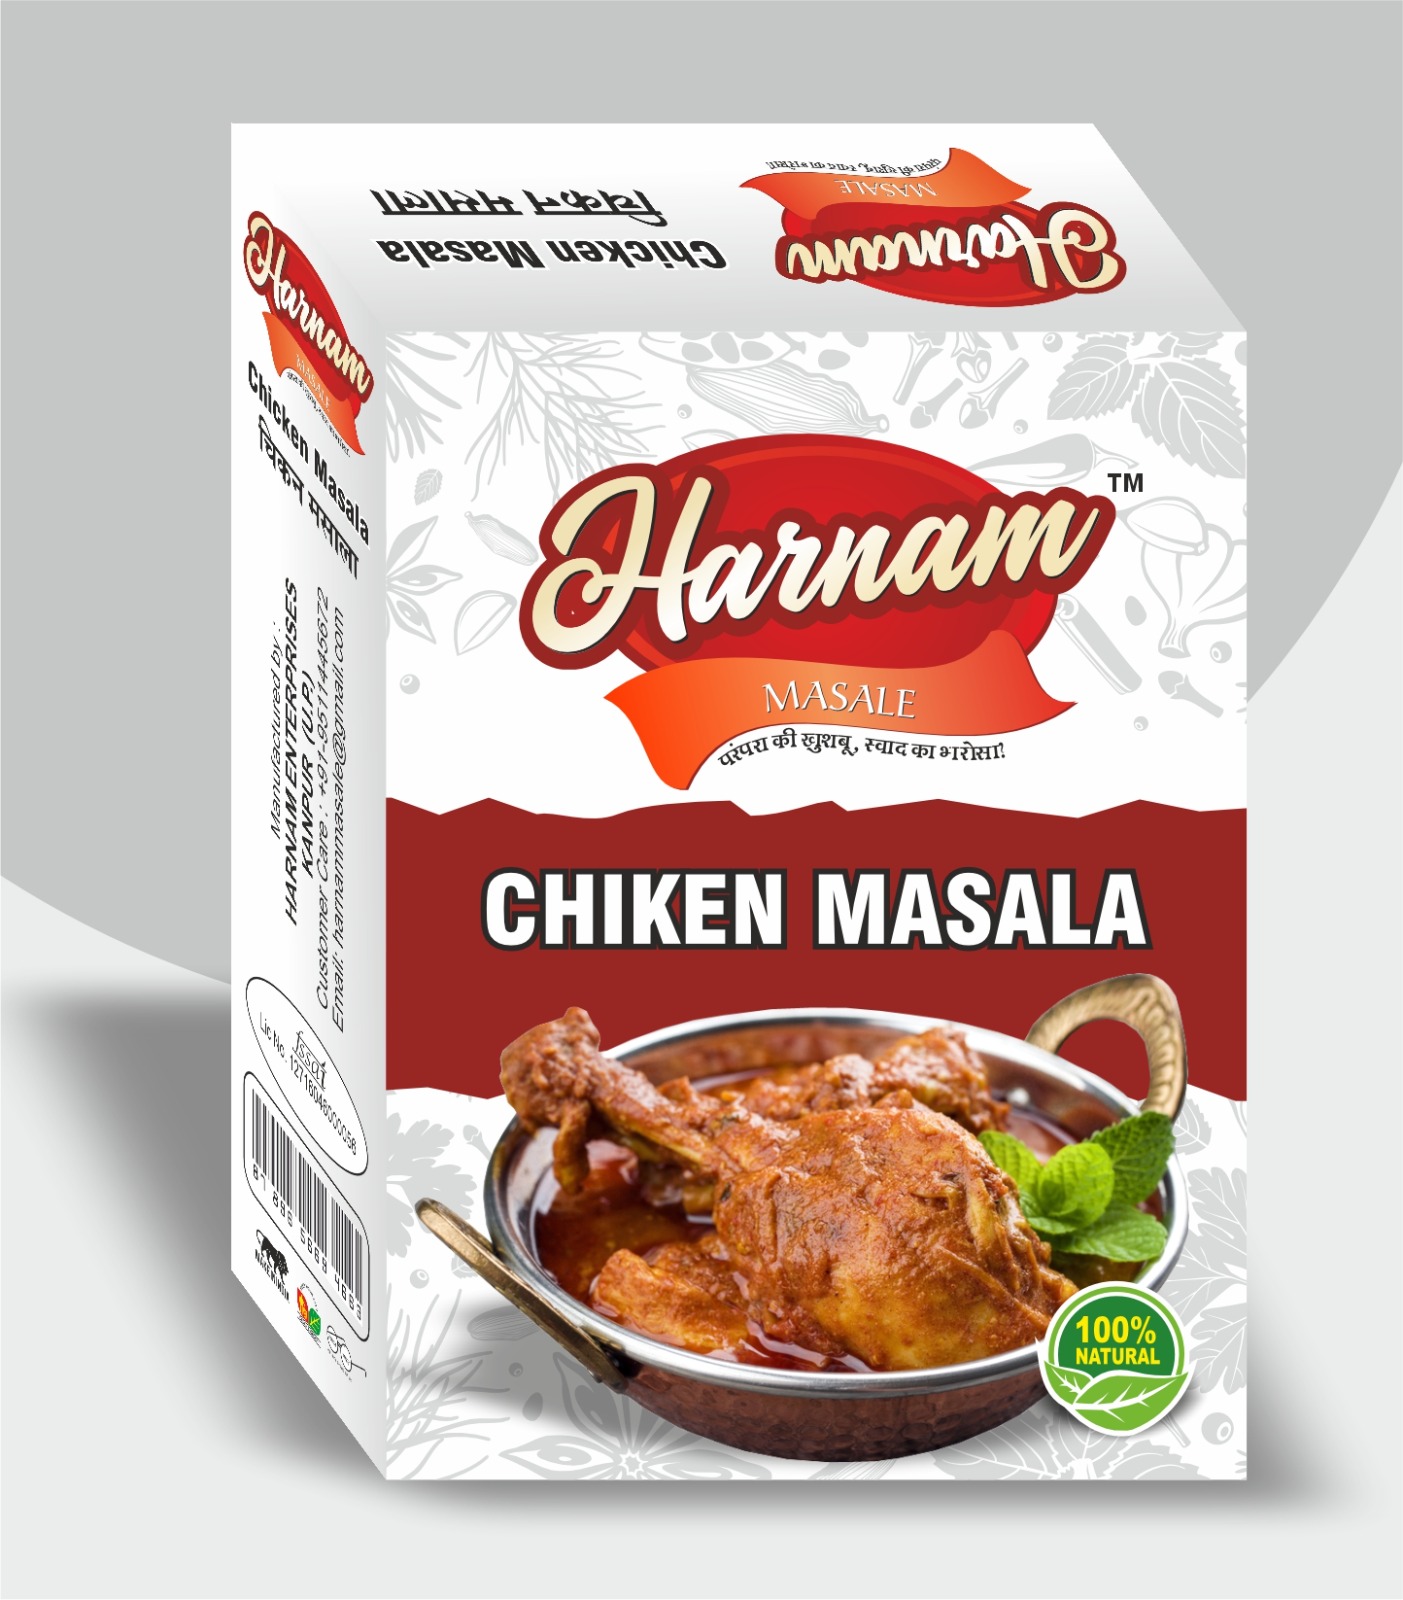 चिकन मसाला
Chicken Masala
Harnam
MASALE
Harnam
MASALE
Chicken Masala
चिकन मसाला
Manufactured by :
HARNAM ENTERPRISES
KANPUR (U.P.)
Customer Care : +91-9511445672
Email: harnammasale@gmail.com
fssai
Harnam TM
MASALE
परंपरा की खुशबू, स्वाद का भरोसा!
CHIKEN MASALA
100%
NATURAL